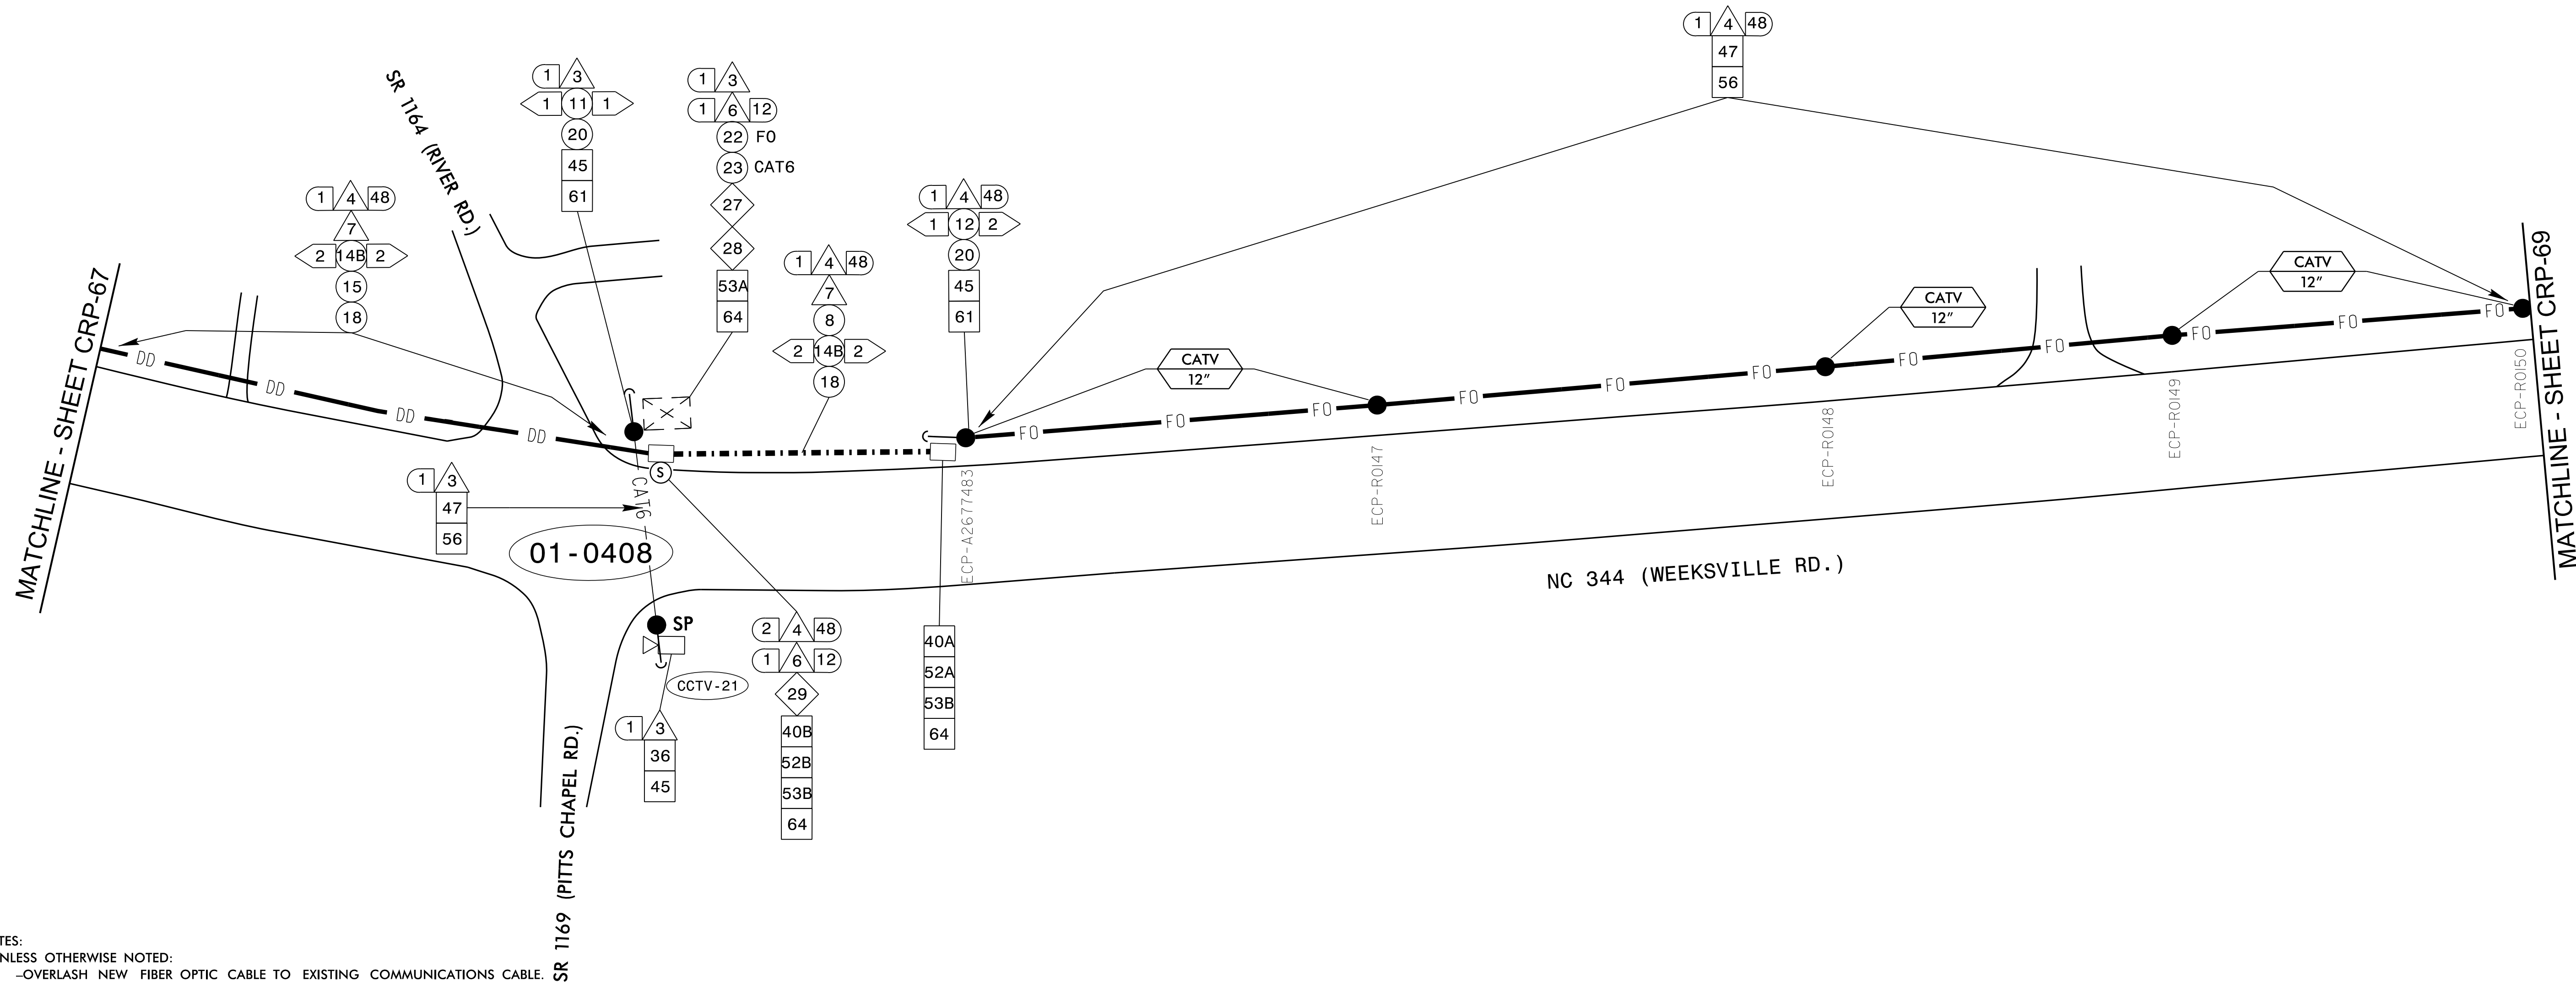 1 4 48
47
56
1 3
1 11 1
20
45
61
1 3
1 6 12
22 FO
23 CAT6
27
28
53A
64
SR 1164 (RIVER RD.)
1 4 48
7
2 14B 2
15
18
1 4 48
7
8
2 14B 2
18
1 4 48
1 12 2
20
45
61
CATV
12"
CATV
12"
CATV
12"
MATCHLINE - SHEET CRP-67
MATCHLINE - SHEET CRP-69
DD DD DD DD
FO FO FO FO FO FO FO FO FO FO FO
S
CAT6
1 3
47
56
01-0408
ECP-A2677483
ECP-R0147
ECP-R0148
ECP-R0149
ECP-R0150
NC 344 (WEEKSVILLE RD.)
SP
CCTV-21
1 3
36
45
2 4 48
1 6 12
29
40B
52B
53B
64
40A
52A
53B
64
SR 1169 (PITTS CHAPEL RD.)
TES:
NLESS OTHERWISE NOTED:
-OVERLASH NEW FIBER OPTIC CABLE TO EXISTING COMMUNICATIONS CABLE.